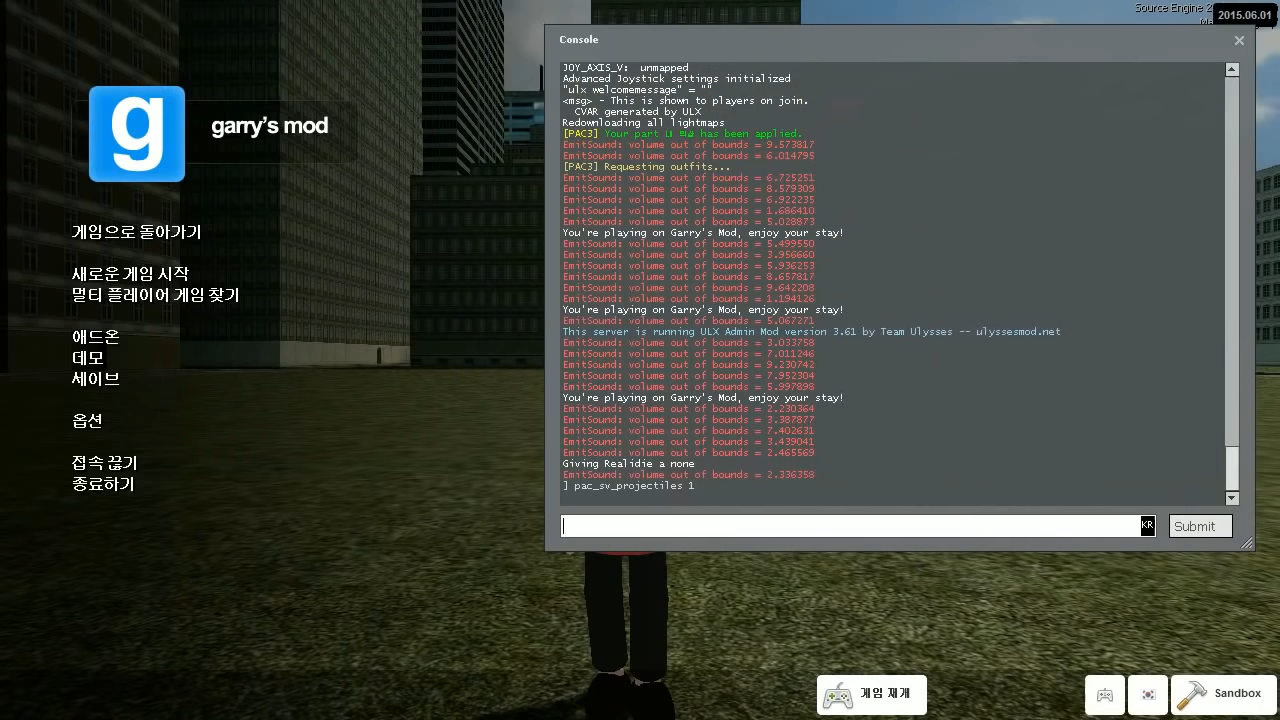 Source Engine 2
2015.06.01
Console
g
garry's mod
게임으로 돌아가기
새로운 게임 시작
멀티 플레이어 게임 찾기
애드온
데모
세이브
옵션
접속 끊기
종료하기
JOY_AXIS_V: unmapped
Advanced Joystick settings initialized
"ulx welcomemessage" = ""
<msg> - This is shown to players on join.
CVAR generated by ULX
Redownloading all lightmaps
[PAC3] Your part 내 has been applied.
EmitSound: volume out of bounds = 9.573817
EmitSound: volume out of bounds = 6.014795
[PAC3] Requesting outfits...
EmitSound: volume out of bounds = 6.725251
EmitSound: volume out of bounds = 8.579309
EmitSound: volume out of bounds = 6.922235
EmitSound: volume out of bounds = 1.686410
EmitSound: volume out of bounds = 5.028873
You're playing on Garry's Mod, enjoy your stay!
EmitSound: volume out of bounds = 5.499550
EmitSound: volume out of bounds = 3.956660
EmitSound: volume out of bounds = 5.936253
EmitSound: volume out of bounds = 8.657817
EmitSound: volume out of bounds = 9.642208
EmitSound: volume out of bounds = 1.194126
You're playing on Garry's Mod, enjoy your stay!
EmitSound: volume out of bounds = 5.067271
This server is running ULX Admin Mod version 3.61 by Team Ulysses -- ulyssesmod.net
EmitSound: volume out of bounds = 3.033758
EmitSound: volume out of bounds = 7.011246
EmitSound: volume out of bounds = 9.230742
EmitSound: volume out of bounds = 7.952304
EmitSound: volume out of bounds = 5.997898
You're playing on Garry's Mod, enjoy your stay!
EmitSound: volume out of bounds = 2.230364
EmitSound: volume out of bounds = 3.387877
EmitSound: volume out of bounds = 7.402631
EmitSound: volume out of bounds = 3.439041
EmitSound: volume out of bounds = 2.465569
Giving Realidie a none
EmitSound: volume out of bounds = 2.336358
] pac_sv_projectiles 1
KR
Submit
게임 재개
Sandbox